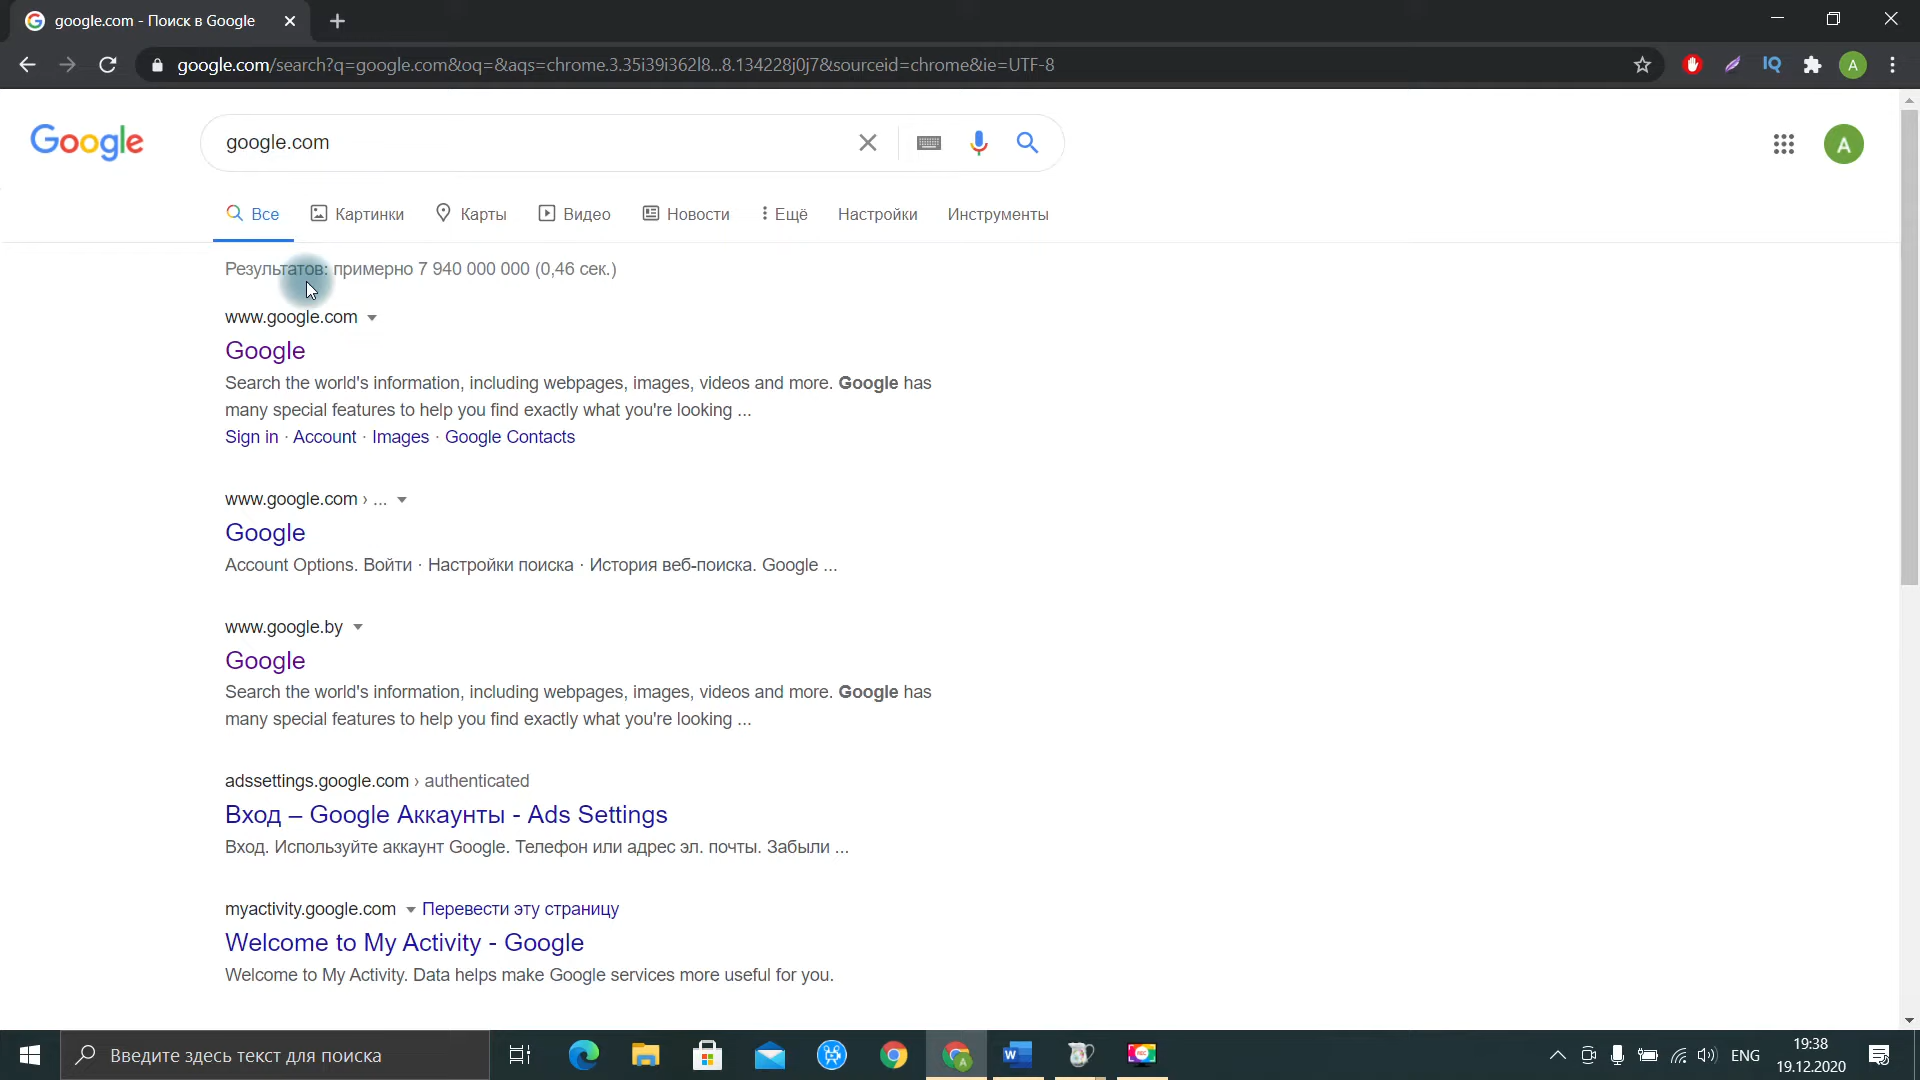 google.com - Поиск в Google
google.com/search?q=google.com&oq=&aqs=chrome.3.35i39i362l8...8.134228j0j7&sourceid=chrome&ie=UTF-8
IQ
A
Google
google.com
A
Все
Картинки
Карты
Видео
Новости
Ещё
Настройки
Инструменты
Результатов: примерно 7 940 000 000 (0,46 сек.)
www.google.com
Google
Search the world's information, including webpages, images, videos and more. Google has
many special features to help you find exactly what you're looking ...
Sign in · Account · Images · Google Contacts
www.google.com › ...
Google
Account Options. Войти · Настройки поиска · История веб-поиска. Google ...
www.google.by
Google
Search the world's information, including webpages, images, videos and more. Google has
many special features to help you find exactly what you're looking ...
adssettings.google.com › authenticated
Вход – Google Аккаунты - Ads Settings
Вход. Используйте аккаунт Google. Телефон или адрес эл. почты. Забыли ...
myactivity.google.com Перевести эту страницу
Welcome to My Activity - Google
Welcome to My Activity. Data helps make Google services more useful for you.
Введите здесь текст для поиска
A
W
REC
ENG
19:38
19.12.2020